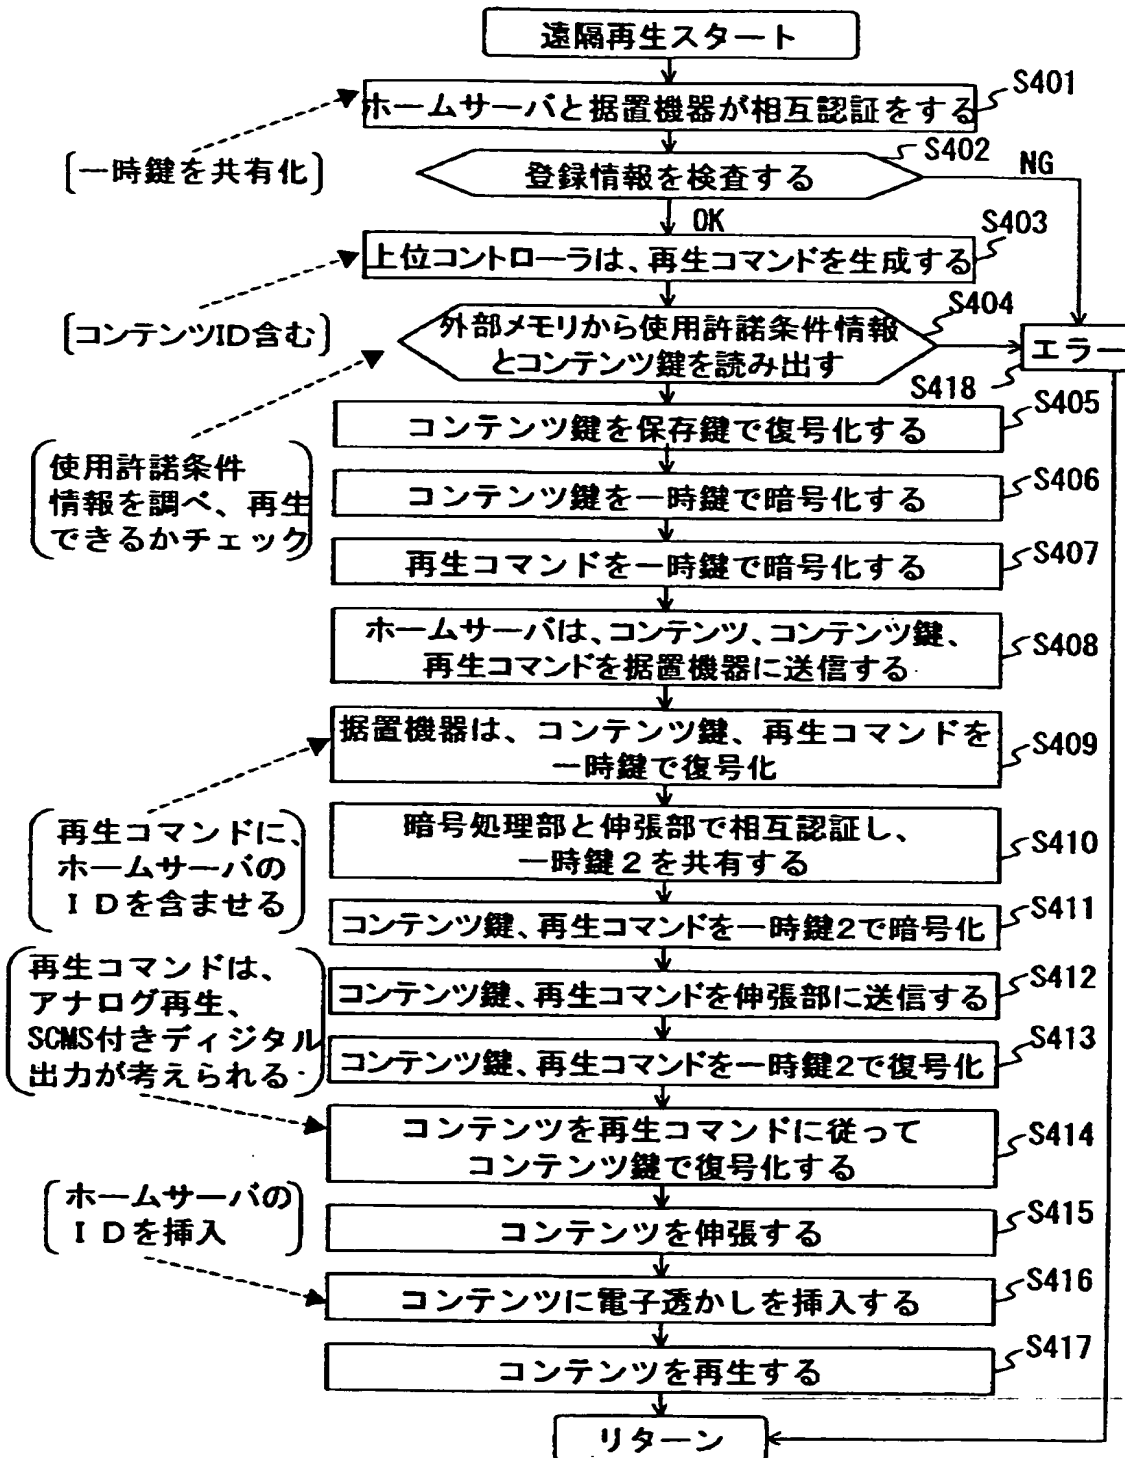 遠隔再生スタート
ホームサーバと据置機器が相互認証をする
S401
〔一時鍵を共有化〕
登録情報を検査する
S402
NG
OK
上位コントローラは、再生コマンドを生成する
S403
〔コンテンツID含む〕
外部メモリから使用許諾条件情報
とコンテンツ鍵を読み出す
S404
エラー
S418
コンテンツ鍵を保存鍵で復号化する
S405
使用許諾条件
情報を調べ、再生
できるかチェック
コンテンツ鍵を一時鍵で暗号化する
S406
再生コマンドを一時鍵で暗号化する
S407
ホームサーバは、コンテンツ、コンテンツ鍵、
再生コマンドを据置機器に送信する
S408
据置機器は、コンテンツ鍵、再生コマンドを
一時鍵で復号化
S409
再生コマンドに、
ホームサーバの
IDを含ませる
暗号処理部と伸張部で相互認証し、
一時鍵2を共有する
S410
コンテンツ鍵、再生コマンドを一時鍵2で暗号化
S411
再生コマンドは、
アナログ再生、
SCMS付きディジタル
出力が考えられる
コンテンツ鍵、再生コマンドを伸張部に送信する
S412
コンテンツ鍵、再生コマンドを一時鍵2で復号化
S413
コンテンツを再生コマンドに従って
コンテンツ鍵で復号化する
S414
ホームサーバの
IDを挿入
コンテンツを伸張する
S415
コンテンツに電子透かしを挿入する
S416
コンテンツを再生する
S417
リターン